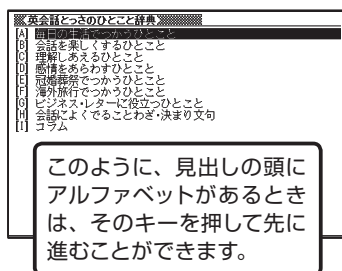 英会話とっさのひとこと辞典
[A] 毎日の生活でつかうひとこと
[B] 会話を楽しくするひとこと
[C] 理解しあえるひとこと
[D] 感情をあらわすひとこと
[E] 冠婚葬祭でつかうひとこと
[F] 海外旅行でつかうひとこと
[G] ビジネス・レターに役立つひとこと
[H] 会話によくでることわざ・決まり文句
[I] コラム
このように、見出しの頭に
アルファベットがあるとき
は、そのキーを押して先に
進むことができます。